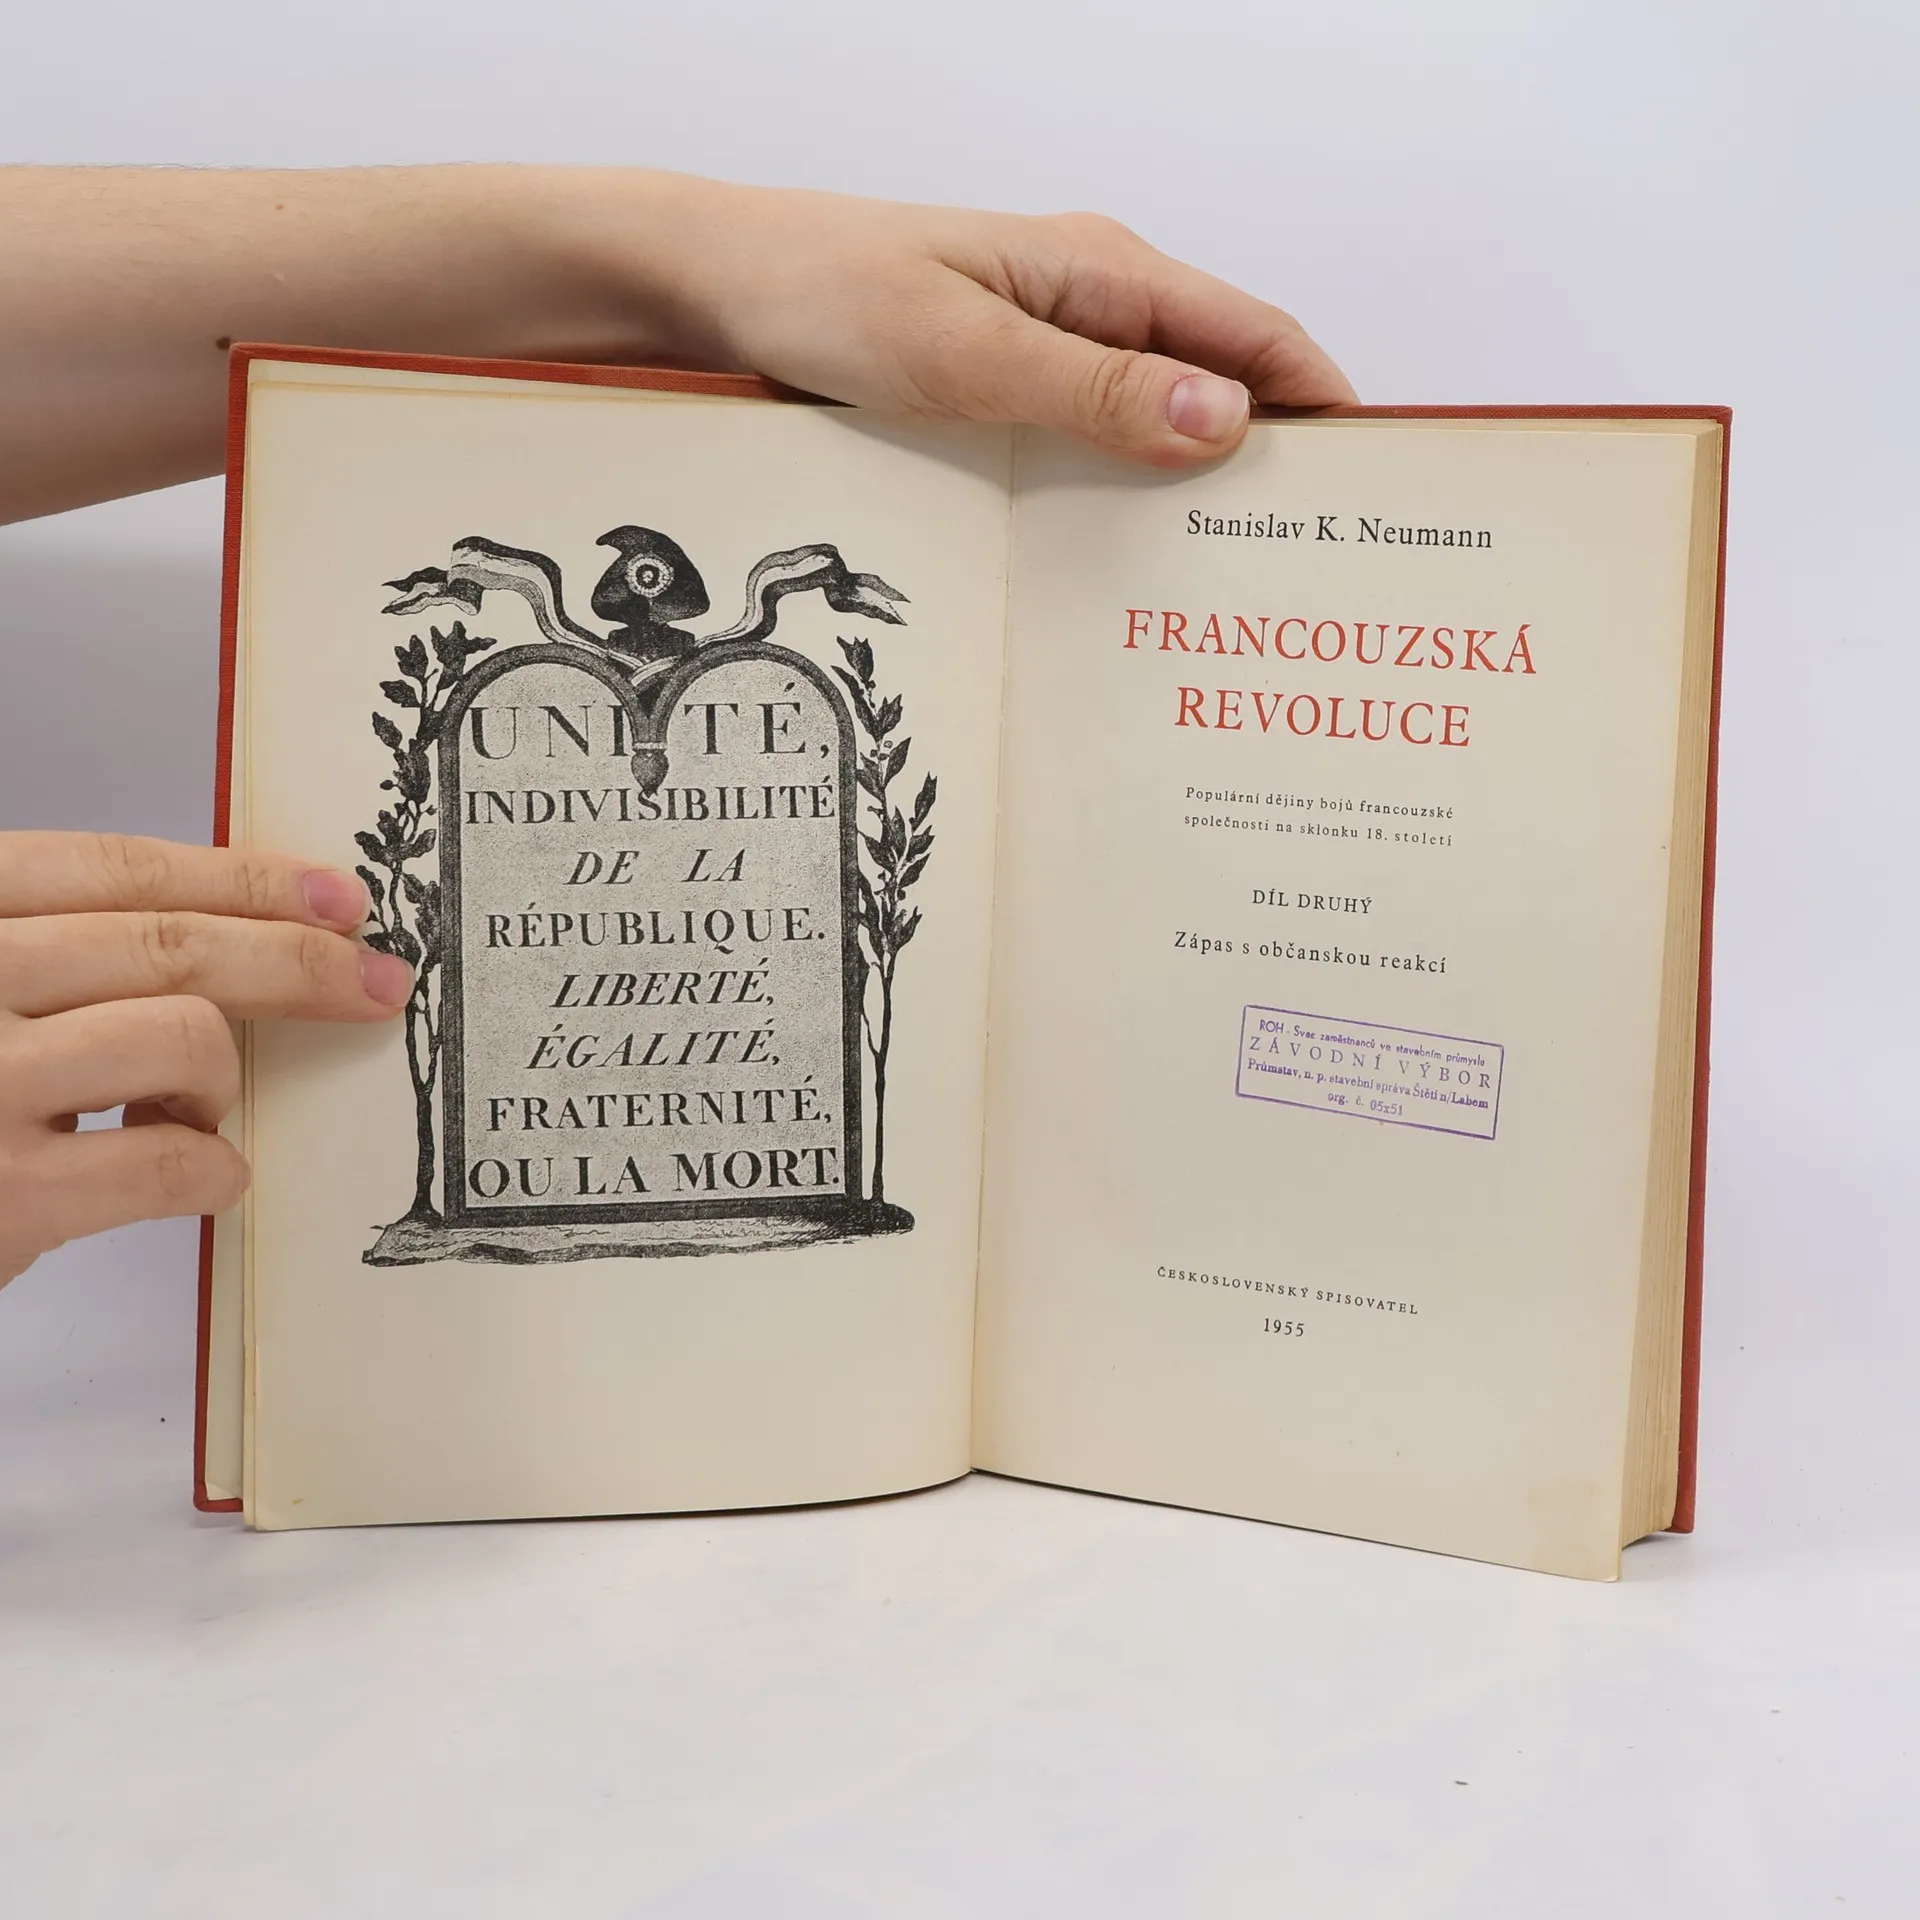 UNITÉ,
INDIVISIBILITÉ
DE LA
RÉPUBLIQUE.
LIBERTÉ,
ÉGALITÉ,
FRATERNITÉ,
OU LA MORT.
Stanislav K. Neumann
FRANCOUZSKÁ
REVOLUCE
Populární dějiny bojů francouzské
společnosti na sklonku 18. století
DÍL DRUHÝ
Zápas s občanskou reakcí
ROH - Svaz zaměstnanců ve stavebním průmyslu
ZÁVODNÍ VÝBOR
Průmstav, n. p. stavební správa Štětí n/Labem
org. č. 05x51
ČESKOSLOVENSKÝ SPISOVATEL
1955